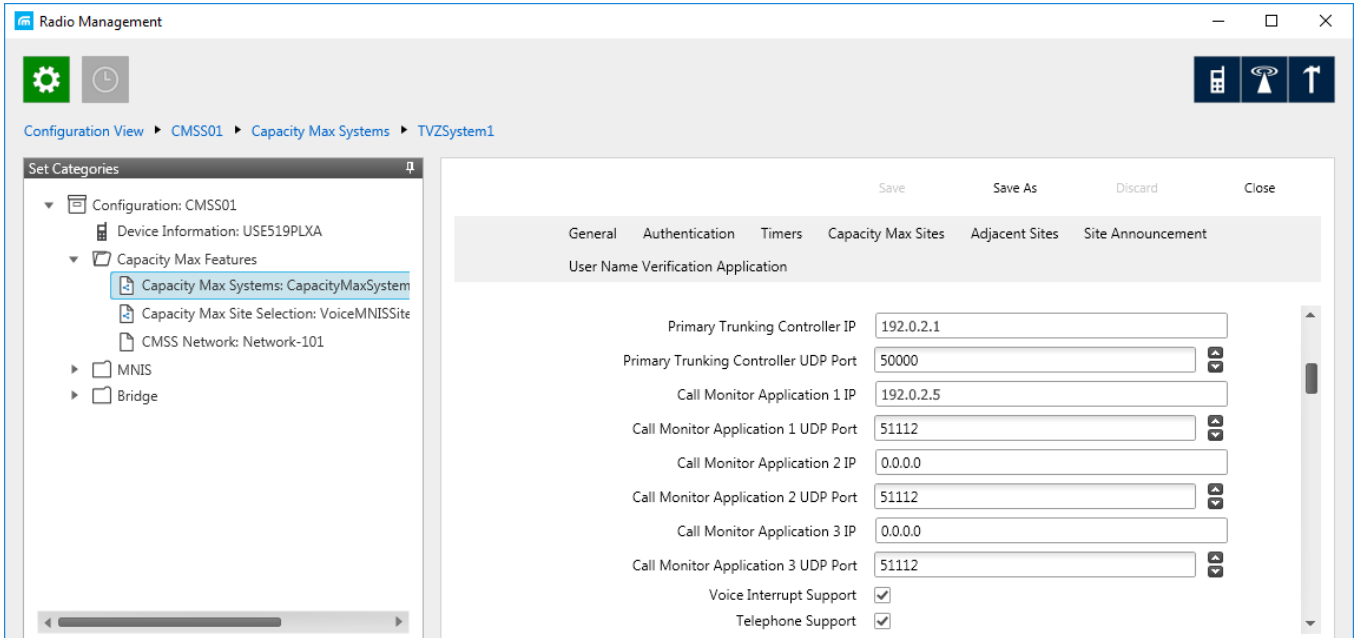 Radio Management
Configuration View CMSS01 Capacity Max Systems TVZSystem1
Set Categories
Configuration: CMSS01
Device Information: USE519PLXA
Capacity Max Features
Capacity Max Systems: CapacityMaxSystem
Capacity Max Site Selection: VoiceMNISSite
CMSS Network: Network-101
MNIS
Bridge
Save Save As Discard Close
General Authentication Timers Capacity Max Sites Adjacent Sites Site Announcement
User Name Verification Application
Primary Trunking Controller IP 192.0.2.1
Primary Trunking Controller UDP Port 50000
Call Monitor Application 1 IP 192.0.2.5
Call Monitor Application 1 UDP Port 51112
Call Monitor Application 2 IP 0.0.0.0
Call Monitor Application 2 UDP Port 51112
Call Monitor Application 3 IP 0.0.0.0
Call Monitor Application 3 UDP Port 51112
Voice Interrupt Support
Telephone Support